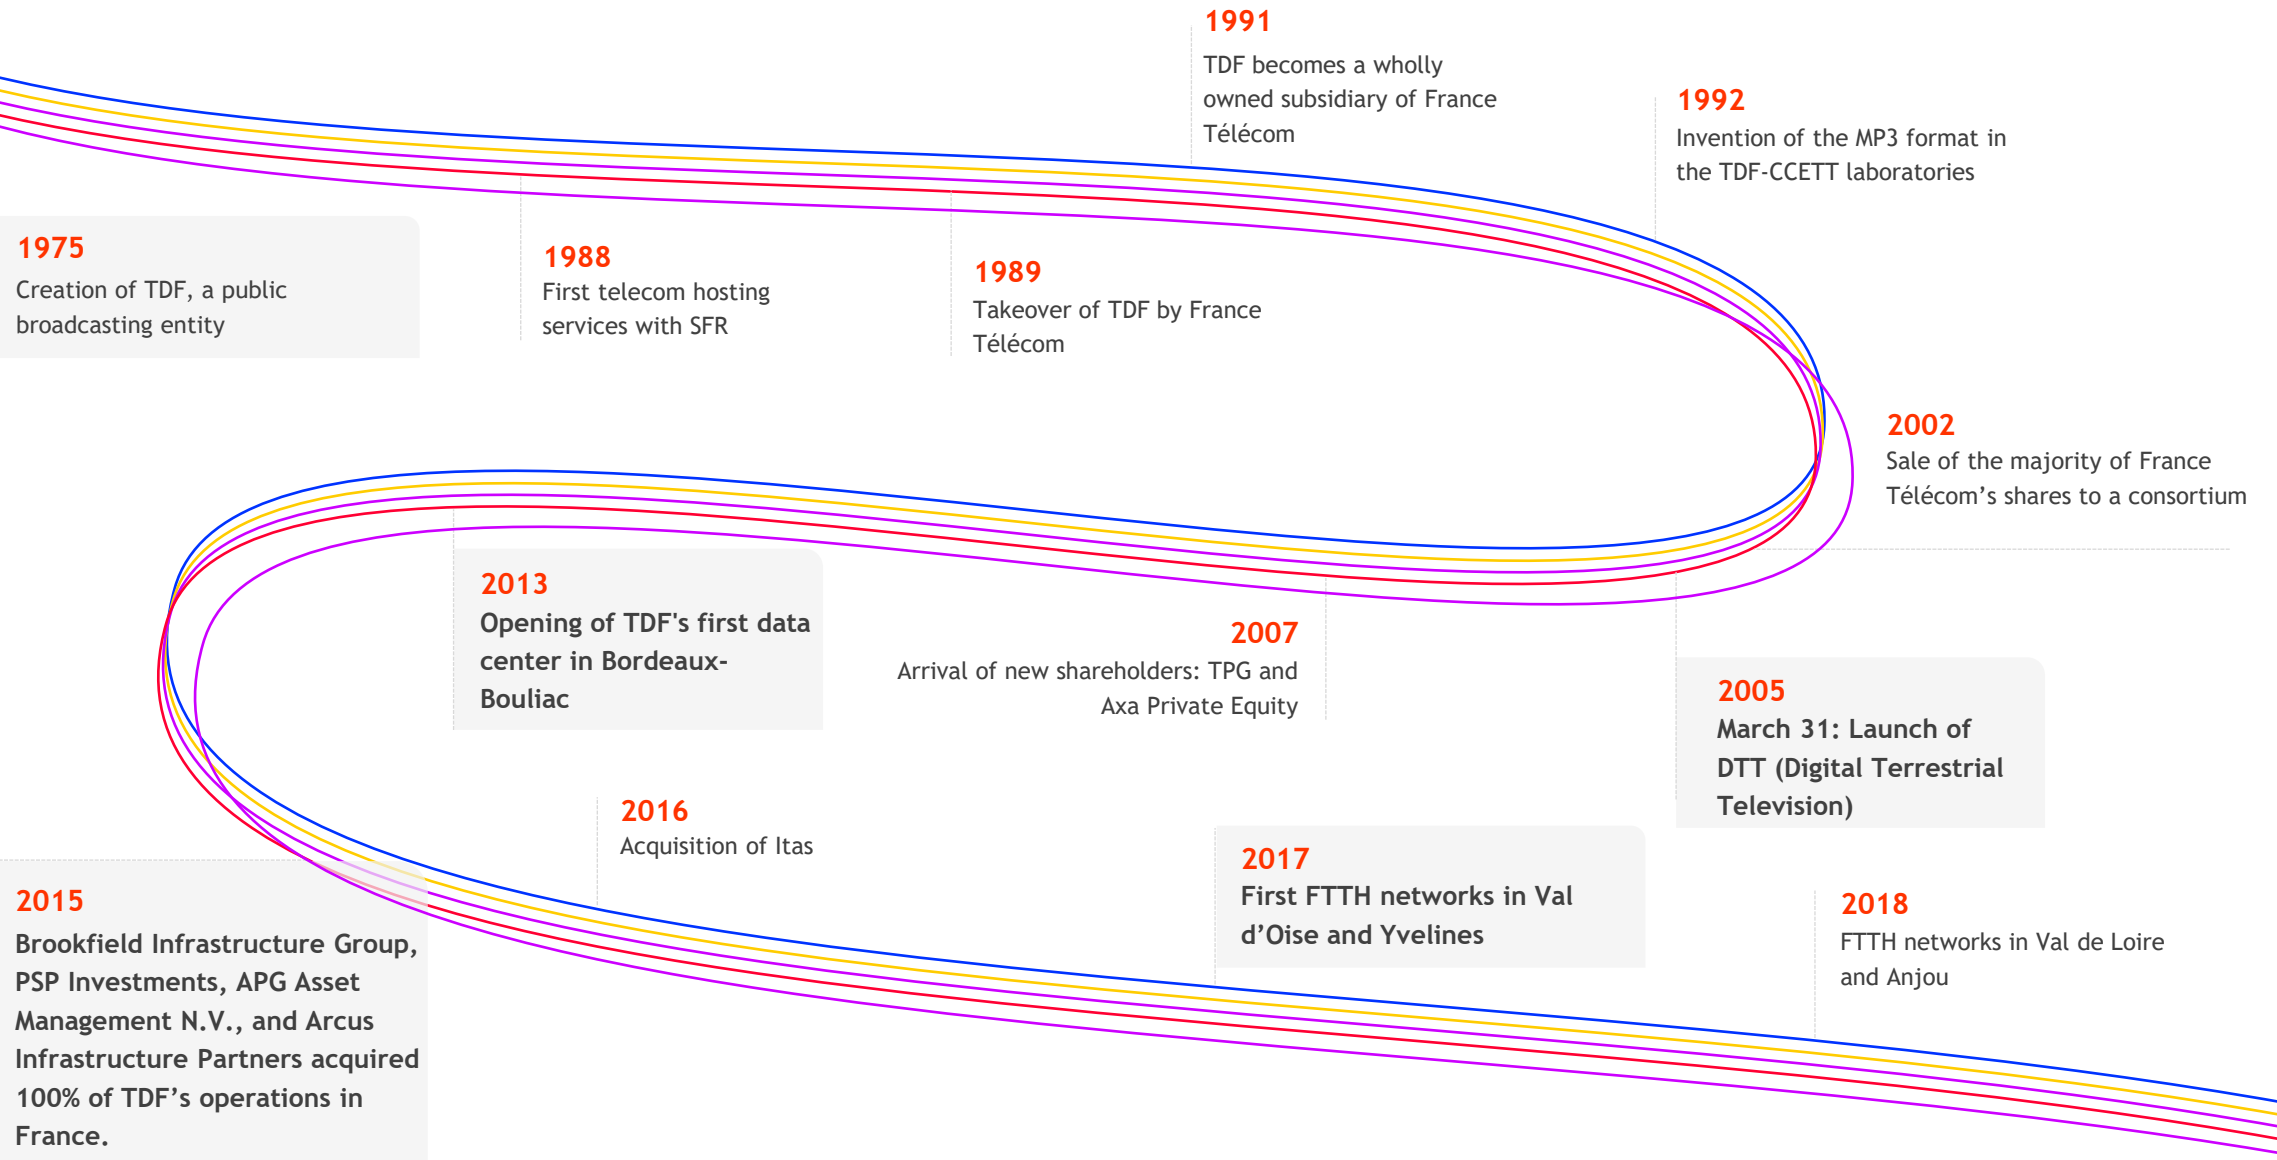 1975
Creation of TDF, a public
broadcasting entity
1988
First telecom hosting
services with SFR
1989
Takeover of TDF by France
Télécom
1991
TDF becomes a wholly
owned subsidiary of France
Télécom
1992
Invention of the MP3 format in
the TDF-CCETT laboratories
2002
Sale of the majority of France
Télécom’s shares to a consortium
2005
March 31: Launch of
DTT (Digital Terrestrial
Television)
2007
Arrival of new shareholders: TPG and
Axa Private Equity
2013
Opening of TDF's first data
center in Bordeaux-
Bouliac
2015
Brookfield Infrastructure Group,
PSP Investments, APG Asset
Management N.V., and Arcus
Infrastructure Partners acquired
100% of TDF’s operations in
France.
2016
Acquisition of Itas
2017
First FTTH networks in Val
d’Oise and Yvelines
2018
FTTH networks in Val de Loire
and Anjou